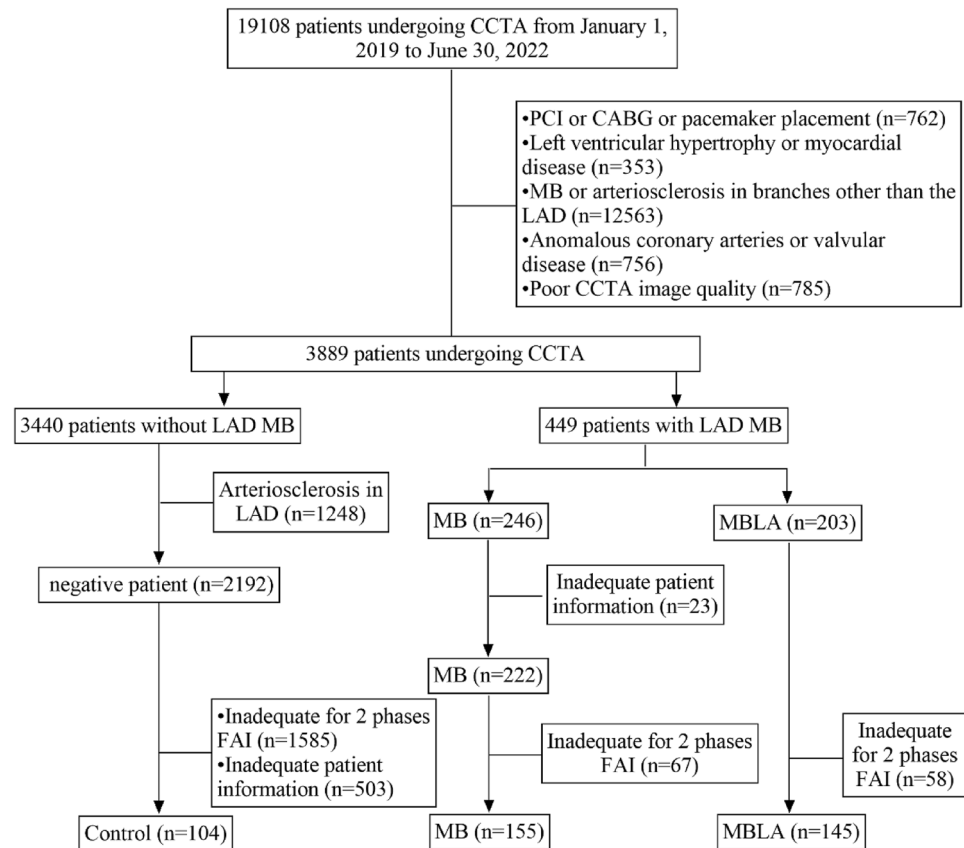 19108 patients undergoing CCTA from January 1,
2019 to June 30, 2022
•PCI or CABG or pacemaker placement (n=762)
•Left ventricular hypertrophy or myocardial
disease (n=353)
•MB or arteriosclerosis in branches other than the
LAD (n=12563)
•Anomalous coronary arteries or valvular
disease (n=756)
•Poor CCTA image quality (n=785)
3889 patients undergoing CCTA
3440 patients without LAD MB
449 patients with LAD MB
Arteriosclerosis in
LAD (n=1248)
MB (n=246)
MBLA (n=203)
negative patient (n=2192)
Inadequate patient
information (n=23)
MB (n=222)
•Inadequate for 2 phases
FAI (n=1585)
•Inadequate patient
information (n=503)
Inadequate for 2 phases
FAI (n=67)
Inadequate
for 2 phases
FAI (n=58)
Control (n=104)
MB (n=155)
MBLA (n=145)